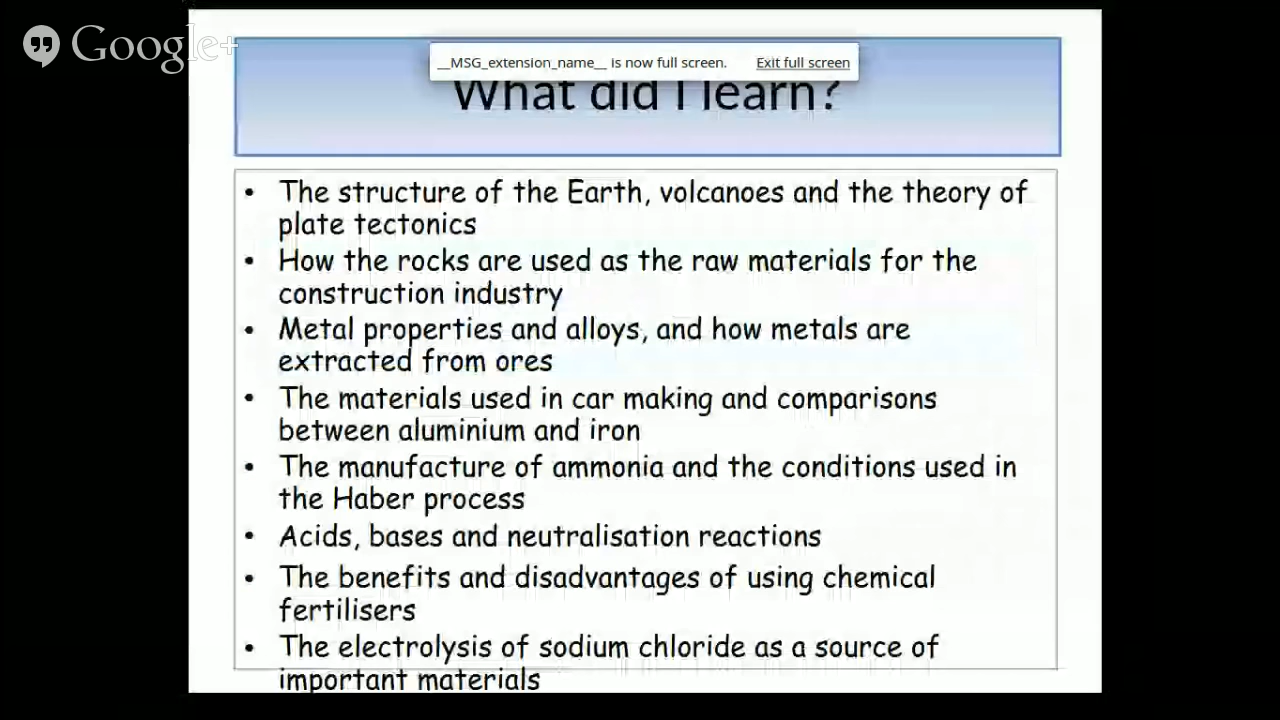 Google+
__MSG_extension_name__ is now full screen. Exit full screen
What did I learn?
• The structure of the Earth, volcanoes and the theory of
plate tectonics
• How the rocks are used as the raw materials for the
construction industry
• Metal properties and alloys, and how metals are
extracted from ores
• The materials used in car making and comparisons
between aluminium and iron
• The manufacture of ammonia and the conditions used in
the Haber process
• Acids, bases and neutralisation reactions
• The benefits and disadvantages of using chemical
fertilisers
• The electrolysis of sodium chloride as a source of
important materials